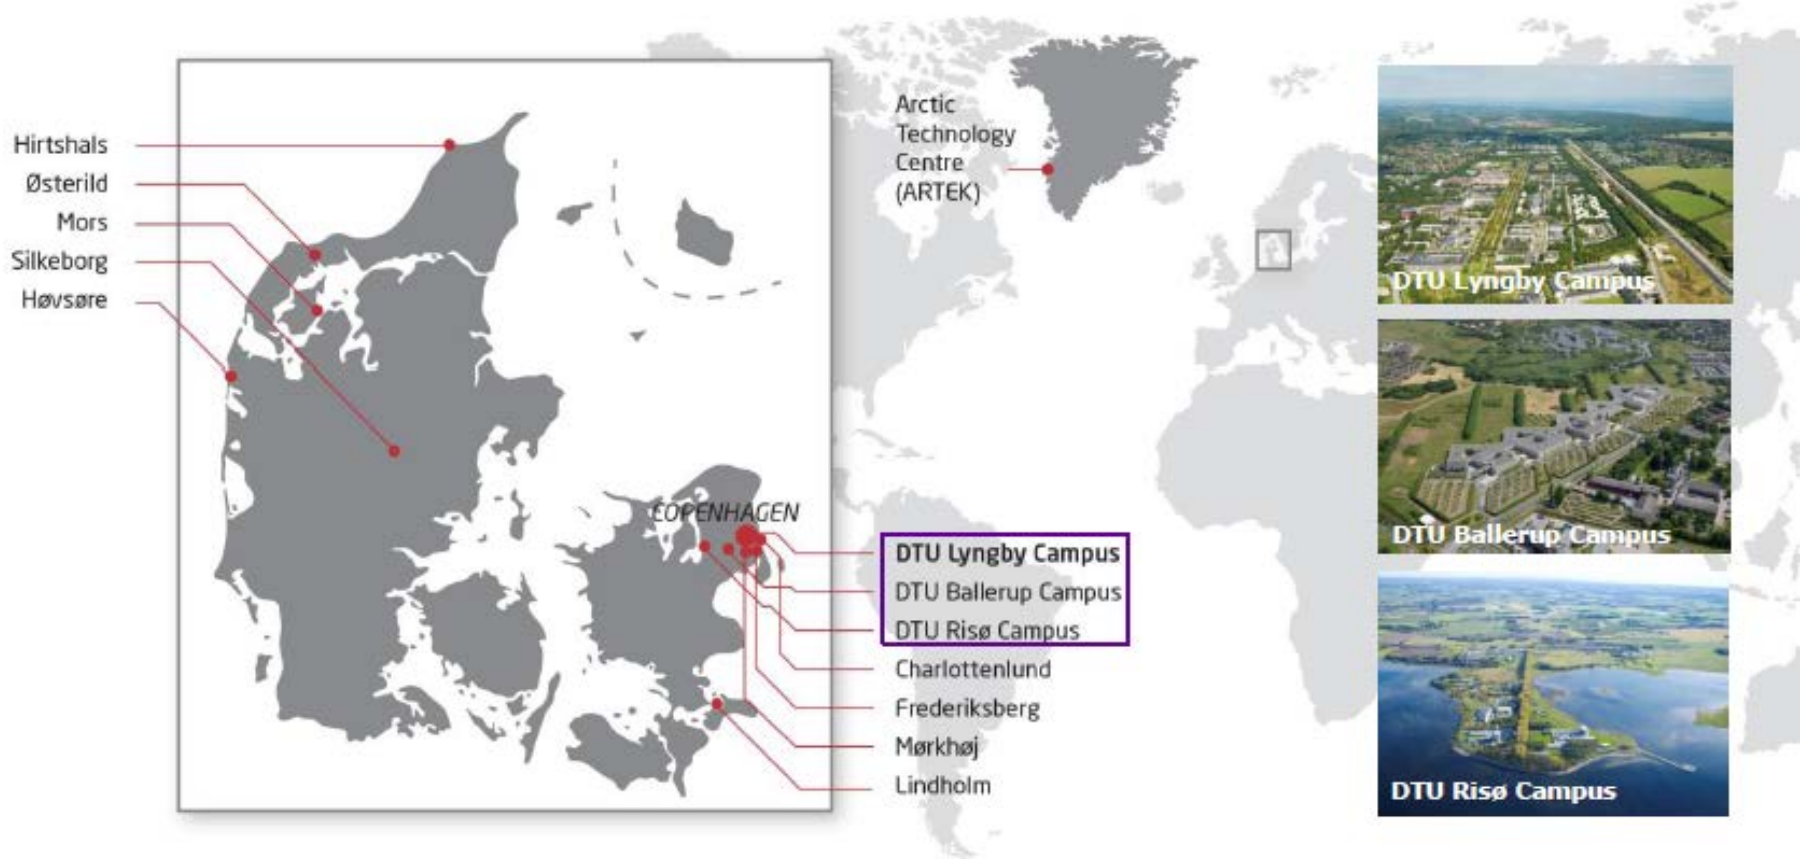 Hirtshals
Østerild
Mors
Silkeborg
Høvsøre
COPENHAGEN
Arctic
Technology
Centre
(ARTEK)
DTU Lyngby Campus
DTU Ballerup Campus
DTU Risø Campus
Charlottenlund
Frederiksberg
Mørkhøj
Lindholm
DTU Lyngby Campus
DTU Ballerup Campus
DTU Risø Campus